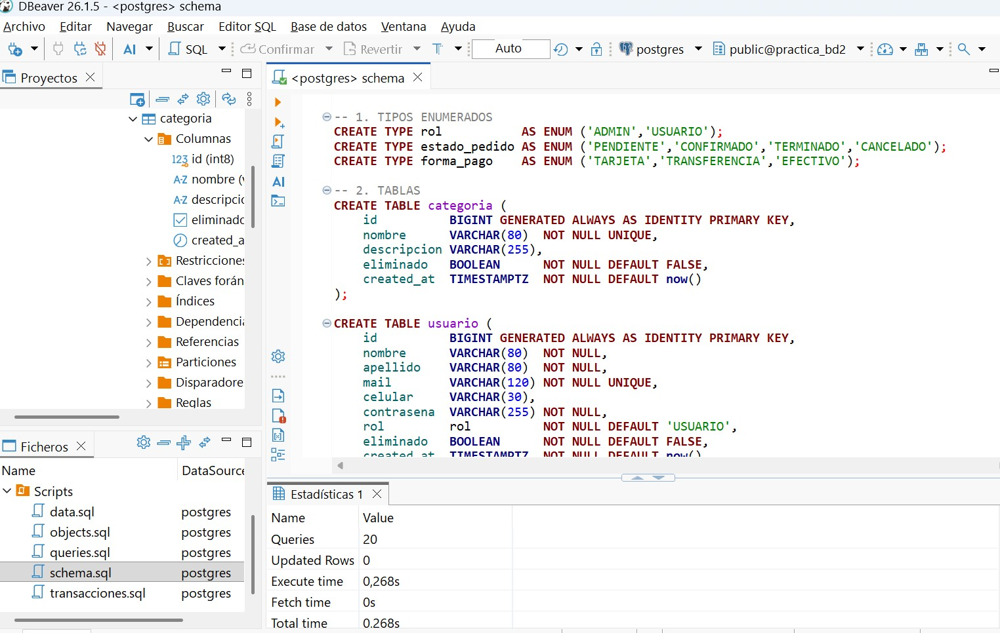 DBeaver 26.1.5 - <postgres> schema
Archivo Editar Navegar Buscar Editor SQL Base de datos Ventana Ayuda
AI SQL Confirmar Revertir T Auto postgres public@practica_bd2
Proyectos
categoria
Columnas
123 id (int8)
A-Z nombre (v
A-Z descripci
eliminado
created_a
Restricciones
Claves forán
Índices
Dependencia
Referencias
Particiones
Disparadore
Reglas
Ficheros
Name DataSource
Scripts
data.sql postgres
objects.sql postgres
queries.sql postgres
schema.sql postgres
transacciones.sql postgres
<postgres> schema
AI
-- 1. TIPOS ENUMERADOS
CREATE TYPE rol AS ENUM ('ADMIN','USUARIO');
CREATE TYPE estado_pedido AS ENUM ('PENDIENTE','CONFIRMADO','TERMINADO','CANCELADO');
CREATE TYPE forma_pago AS ENUM ('TARJETA','TRANSFERENCIA','EFECTIVO');
-- 2. TABLAS
CREATE TABLE categoria (
id BIGINT GENERATED ALWAYS AS IDENTITY PRIMARY KEY,
nombre VARCHAR(80) NOT NULL UNIQUE,
descripcion VARCHAR(255),
eliminado BOOLEAN NOT NULL DEFAULT FALSE,
created_at TIMESTAMPTZ NOT NULL DEFAULT now()
);
CREATE TABLE usuario (
id BIGINT GENERATED ALWAYS AS IDENTITY PRIMARY KEY,
nombre VARCHAR(80) NOT NULL,
apellido VARCHAR(80) NOT NULL,
mail VARCHAR(120) NOT NULL UNIQUE,
celular VARCHAR(30),
contrasena VARCHAR(255) NOT NULL,
rol rol NOT NULL DEFAULT 'USUARIO',
eliminado BOOLEAN NOT NULL DEFAULT FALSE,
created_at TIMESTAMPTZ NOT NULL DEFAULT now()
Estadísticas 1
Name Value
Queries 20
Updated Rows 0
Execute time 0,268s
Fetch time 0s
Total time 0.268s